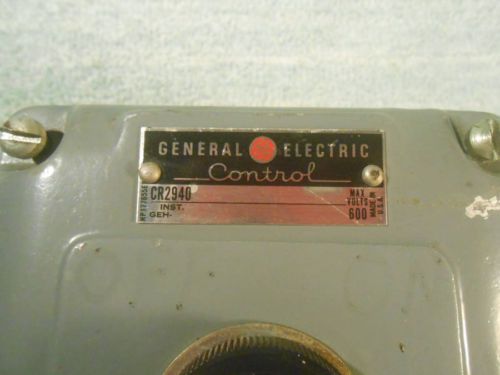 GENERAL ELECTRIC
Control
CR2940
INST.
GEH-
MAX
VOLTS
600
MADE IN
U.S.A.